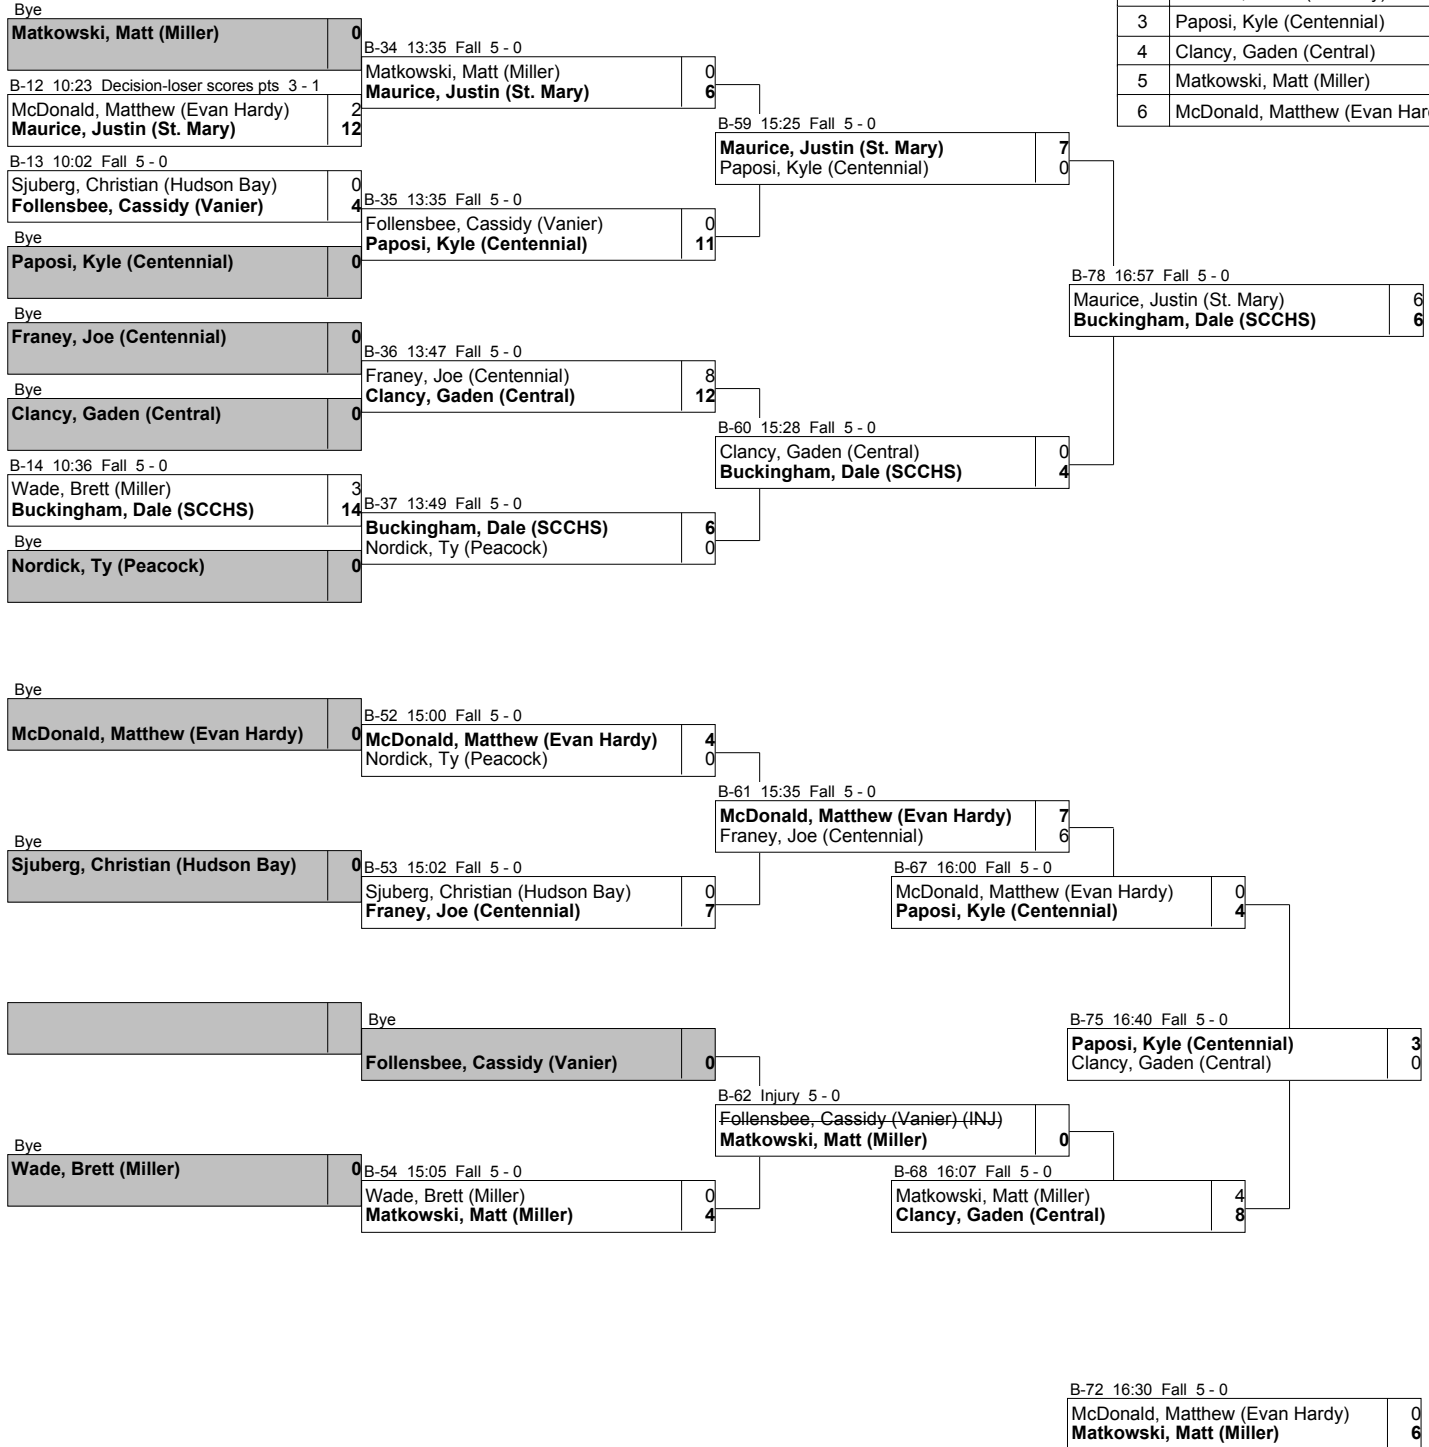 3 Paposi, Kyle (Centennial)
4 Clancy, Gaden (Central)
5 Matkowski, Matt (Miller)
6 McDonald, Matthew (Evan Har
Bye
Matkowski, Matt (Miller) 0
B-12 10:23 Decision-loser scores pts 3 - 1
McDonald, Matthew (Evan Hardy) 2
Maurice, Justin (St. Mary) 12
B-13 10:02 Fall 5 - 0
Sjuberg, Christian (Hudson Bay) 0
Follensbee, Cassidy (Vanier) 4
Bye
Paposi, Kyle (Centennial) 0
Bye
Franey, Joe (Centennial) 0
Bye
Clancy, Gaden (Central) 0
B-14 10:36 Fall 5 - 0
Wade, Brett (Miller) 3
Buckingham, Dale (SCCHS) 14
Bye
Nordick, Ty (Peacock) 0
B-34 13:35 Fall 5 - 0
Matkowski, Matt (Miller) 0
Maurice, Justin (St. Mary) 6
B-35 13:35 Fall 5 - 0
Follensbee, Cassidy (Vanier) 0
Paposi, Kyle (Centennial) 11
B-36 13:47 Fall 5 - 0
Franey, Joe (Centennial) 8
Clancy, Gaden (Central) 12
B-37 13:49 Fall 5 - 0
Buckingham, Dale (SCCHS) 6
Nordick, Ty (Peacock) 0
B-59 15:25 Fall 5 - 0
Maurice, Justin (St. Mary) 7
Paposi, Kyle (Centennial) 0
B-60 15:28 Fall 5 - 0
Clancy, Gaden (Central) 0
Buckingham, Dale (SCCHS) 4
B-78 16:57 Fall 5 - 0
Maurice, Justin (St. Mary) 6
Buckingham, Dale (SCCHS) 6
Bye
McDonald, Matthew (Evan Hardy) 0
Bye
Sjuberg, Christian (Hudson Bay) 0
Bye
Wade, Brett (Miller) 0
B-52 15:00 Fall 5 - 0
McDonald, Matthew (Evan Hardy) 4
Nordick, Ty (Peacock) 0
B-53 15:02 Fall 5 - 0
Sjuberg, Christian (Hudson Bay) 0
Franey, Joe (Centennial) 7
Bye
Follensbee, Cassidy (Vanier) 0
B-54 15:05 Fall 5 - 0
Wade, Brett (Miller) 0
Matkowski, Matt (Miller) 4
B-61 15:35 Fall 5 - 0
McDonald, Matthew (Evan Hardy) 7
Franey, Joe (Centennial) 6
B-62 Injury 5 - 0
Follensbee, Cassidy (Vanier) (INJ)
Matkowski, Matt (Miller) 0
B-67 16:00 Fall 5 - 0
McDonald, Matthew (Evan Hardy) 0
Paposi, Kyle (Centennial) 4
B-68 16:07 Fall 5 - 0
Matkowski, Matt (Miller) 4
Clancy, Gaden (Central) 8
B-75 16:40 Fall 5 - 0
Paposi, Kyle (Centennial) 3
Clancy, Gaden (Central) 0
B-72 16:30 Fall 5 - 0
McDonald, Matthew (Evan Hardy) 0
Matkowski, Matt (Miller) 6